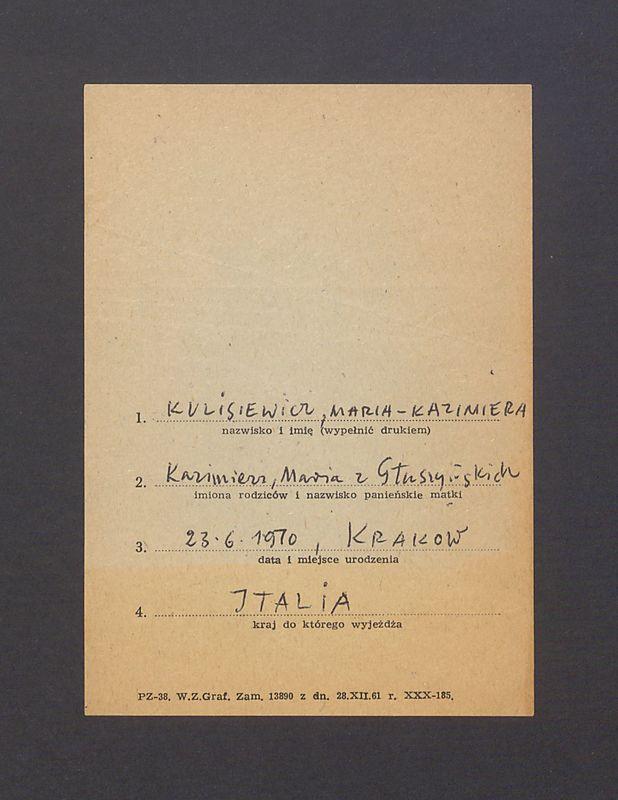 1. KULISIEWICZ, MARIA-KAZIMIERA
nazwisko i imię (wypełnić drukiem)
2. Kazimierz, Maria z Głuszyńskich
imiona rodziców i nazwisko panieńskie matki
3. 23.6.1970, KRAKOW
data i miejsce urodzenia
4. ITALIA
kraj do którego wyjeżdża
PZ-38. W.Z.Graf. Zam. 13890 z dn. 28.XII.61 r. XXX-185.